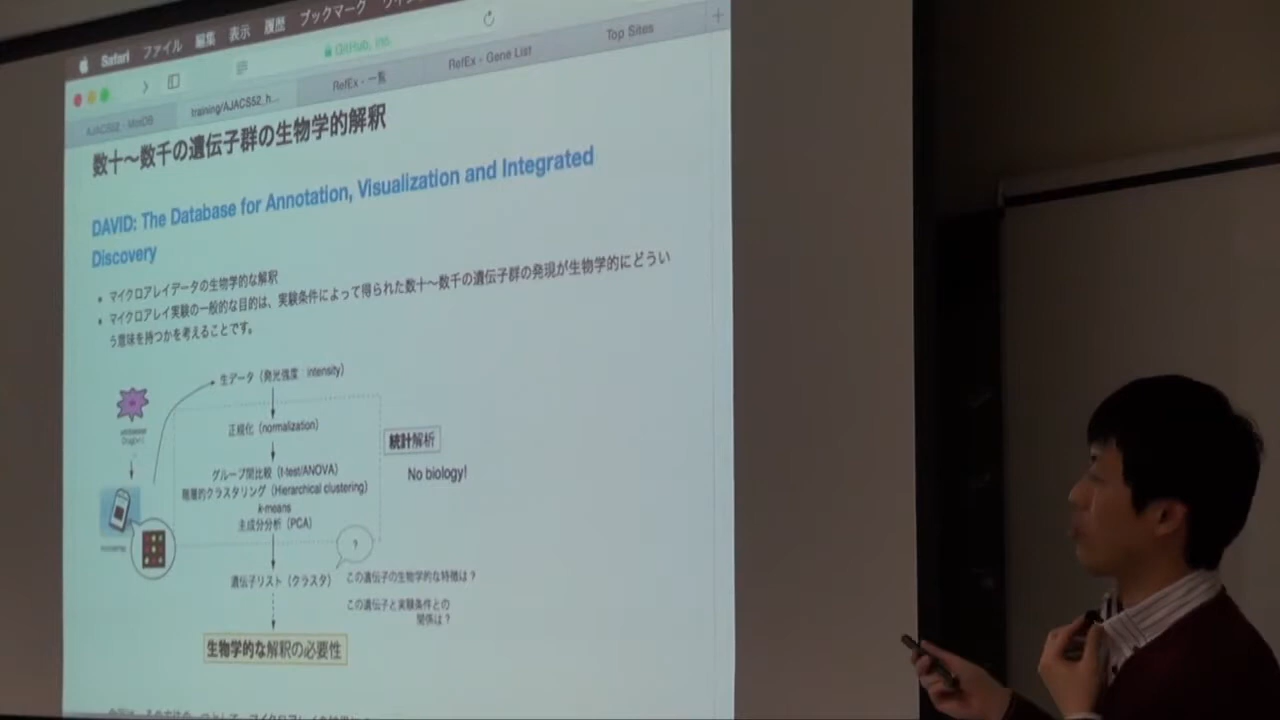 Safari ファイル 編集 表示 履歴 ブックマーク
GitHub, Inc.
AJACS52 - MotDB training/AJACS52_h... RefEx - 一覧 RefEx - Gene List Top Sites +
数十〜数千の遺伝子群の生物学的解釈
DAVID: The Database for Annotation, Visualization and Integrated
Discovery
• マイクロアレイデータの生物学的な解釈
• マイクロアレイ実験の一般的な目的は、実験条件によって得られた数十〜数千の遺伝子群の発現が生物学的にどうい
う意味を持つかを考えることです。
生データ（発光強度：intensity）
正規化（normalization）
統計解析
グループ間比較（t-test/ANOVA）
No biology!
階層的クラスタリング（Hierarchical clustering）
k-means
主成分分析（PCA）
?
遺伝子リスト（クラスタ）
この遺伝子の生物学的な特徴は？
この遺伝子と実験条件との
関係は？
生物学的な解釈の必要性